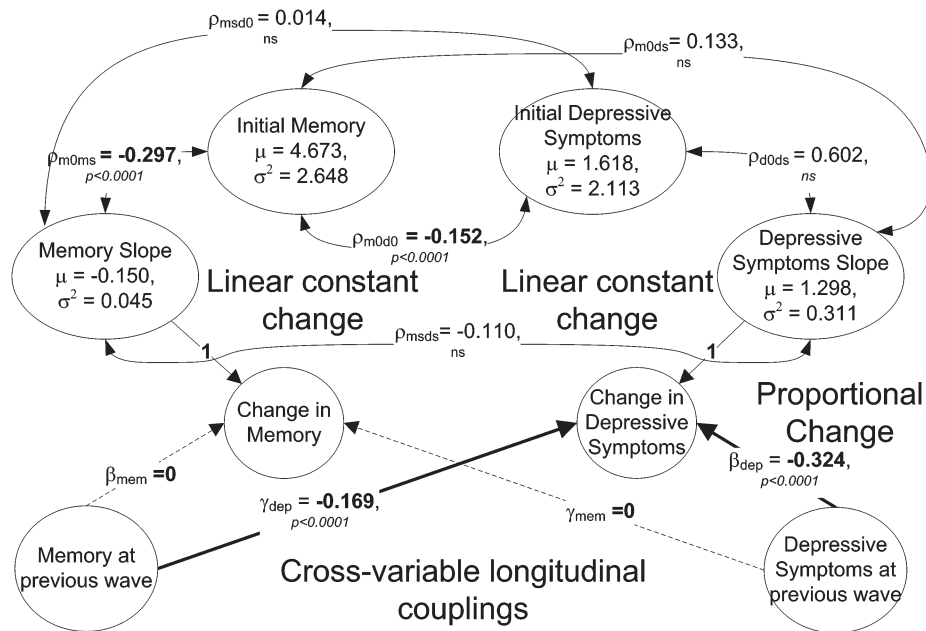 ρmsd0 = 0.014,
ns
ρm0ds= 0.133,
ns
Initial Memory
μ = 4.673,
σ² = 2.648
Initial Depressive
Symptoms
μ = 1.618,
σ² = 2.113
ρm0ms = -0.297,
p<0.0001
ρd0ds= 0.602,
ns
ρm0d0 = -0.152,
p<0.0001
Memory Slope
μ = -0.150,
σ² = 0.045
Depressive
Symptoms Slope
μ = 1.298,
σ² = 0.311
Linear constant
change
Linear constant
change
ρmsds= -0.110,
ns
1
1
Change in
Memory
Change in
Depressive
Symptoms
Proportional
Change
βmem =0
βdep = -0.324,
p<0.0001
γdep = -0.169,
p<0.0001
γmem =0
Memory at
previous wave
Depressive
Symptoms at
previous wave
Cross-variable longitudinal
couplings